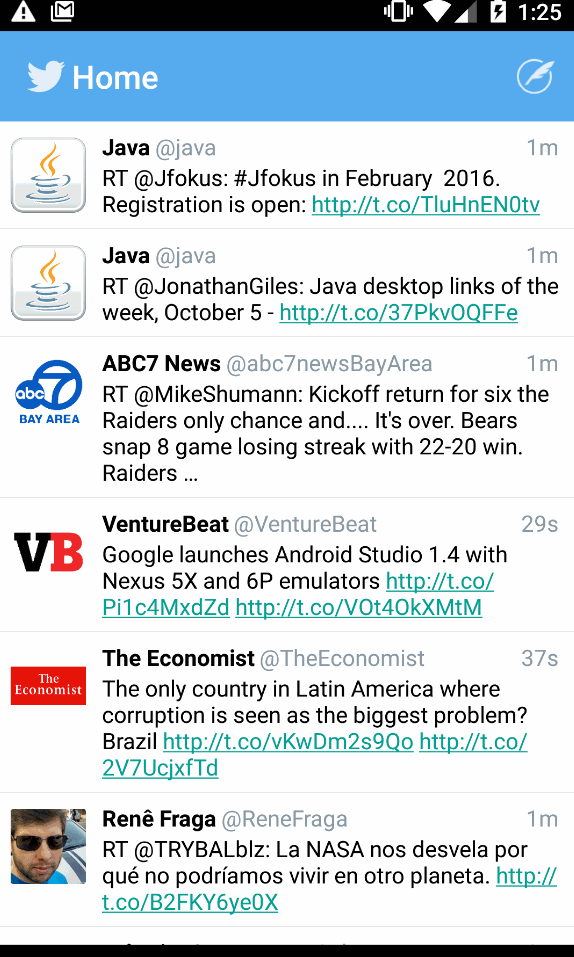 1:25
Home
Java @java 1m
RT @Jfokus: #Jfokus in February 2016.
Registration is open: http://t.co/TluHnEN0tv
Java @java 1m
RT @JonathanGiles: Java desktop links of the
week, October 5 - http://t.co/37PkvOQFFe
ABC7 News @abc7newsBayArea 1m
abc 7
BAY AREA
RT @MikeShumann: Kickoff return for six the
Raiders only chance and.... It's over. Bears
snap 8 game losing streak with 22-20 win.
Raiders ...
VB
VentureBeat @VentureBeat 29s
Google launches Android Studio 1.4 with
Nexus 5X and 6P emulators http://t.co/
Pi1c4MxdZd http://t.co/VOt4OkXMtM
The Economist @TheEconomist 37s
The
Economist
The only country in Latin America where
corruption is seen as the biggest problem?
Brazil http://t.co/vKwDm2s9Qo http://t.co/
2V7UcjxfTd
Renê Fraga @ReneFraga 1m
RT @TRYBALblz: La NASA nos desvela por
qué no podríamos vivir en otro planeta. http://
t.co/B2FKY6ye0X